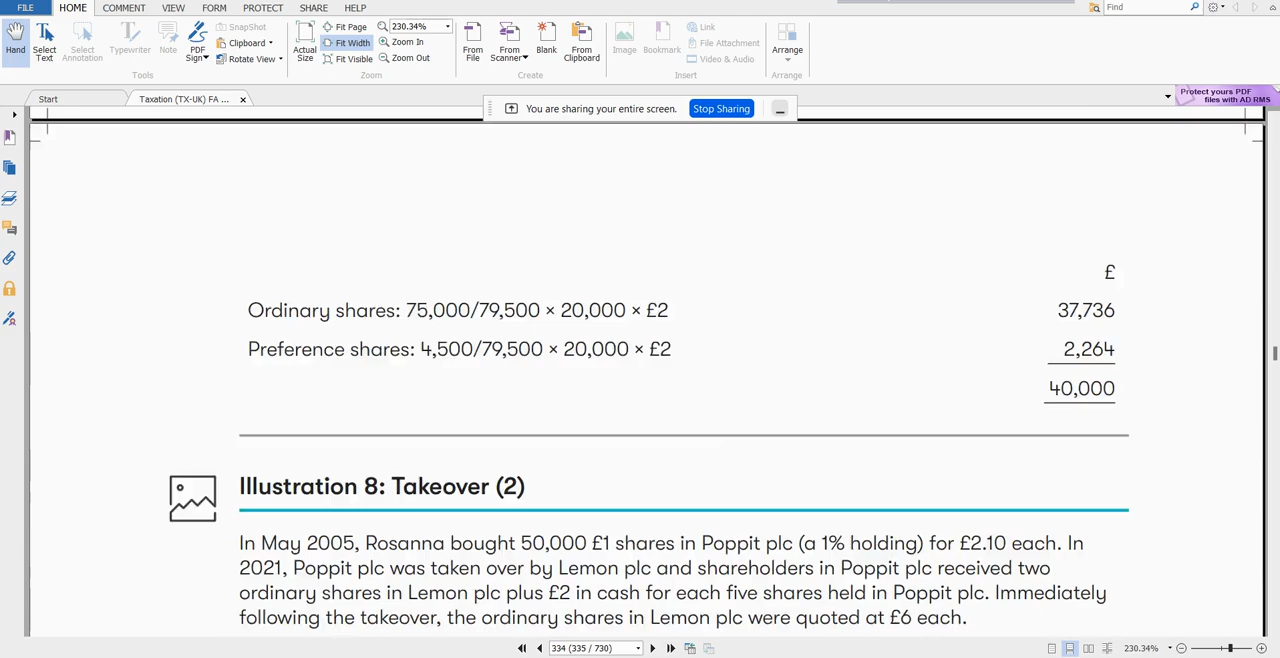 FILE HOME COMMENT VIEW FORM PROTECT SHARE HELP Find
Hand
Select Text
Select Annotation
Typewriter
Note
PDF Sign
SnapShot
Clipboard
Rotate View
Tools
Actual Size
Fit Page
Fit Width
Fit Visible
230.34%
Zoom In
Zoom Out
Zoom
From File
From Scanner
Blank
From Clipboard
Create
Image
Bookmark
Link
File Attachment
Video & Audio
Insert
Arrange
Arrange
Start
Taxation (TX-UK) FA ...
You are sharing your entire screen. Stop Sharing
Protect yours PDF
files with AD RMS
£
Ordinary shares: 75,000/79,500 × 20,000 × £2 37,736
Preference shares: 4,500/79,500 × 20,000 × £2 2,264
40,000
Illustration 8: Takeover (2)
In May 2005, Rosanna bought 50,000 £1 shares in Poppit plc (a 1% holding) for £2.10 each. In
2021, Poppit plc was taken over by Lemon plc and shareholders in Poppit plc received two
ordinary shares in Lemon plc plus £2 in cash for each five shares held in Poppit plc. Immediately
following the takeover, the ordinary shares in Lemon plc were quoted at £6 each.
334 (335 / 730) 230.34%